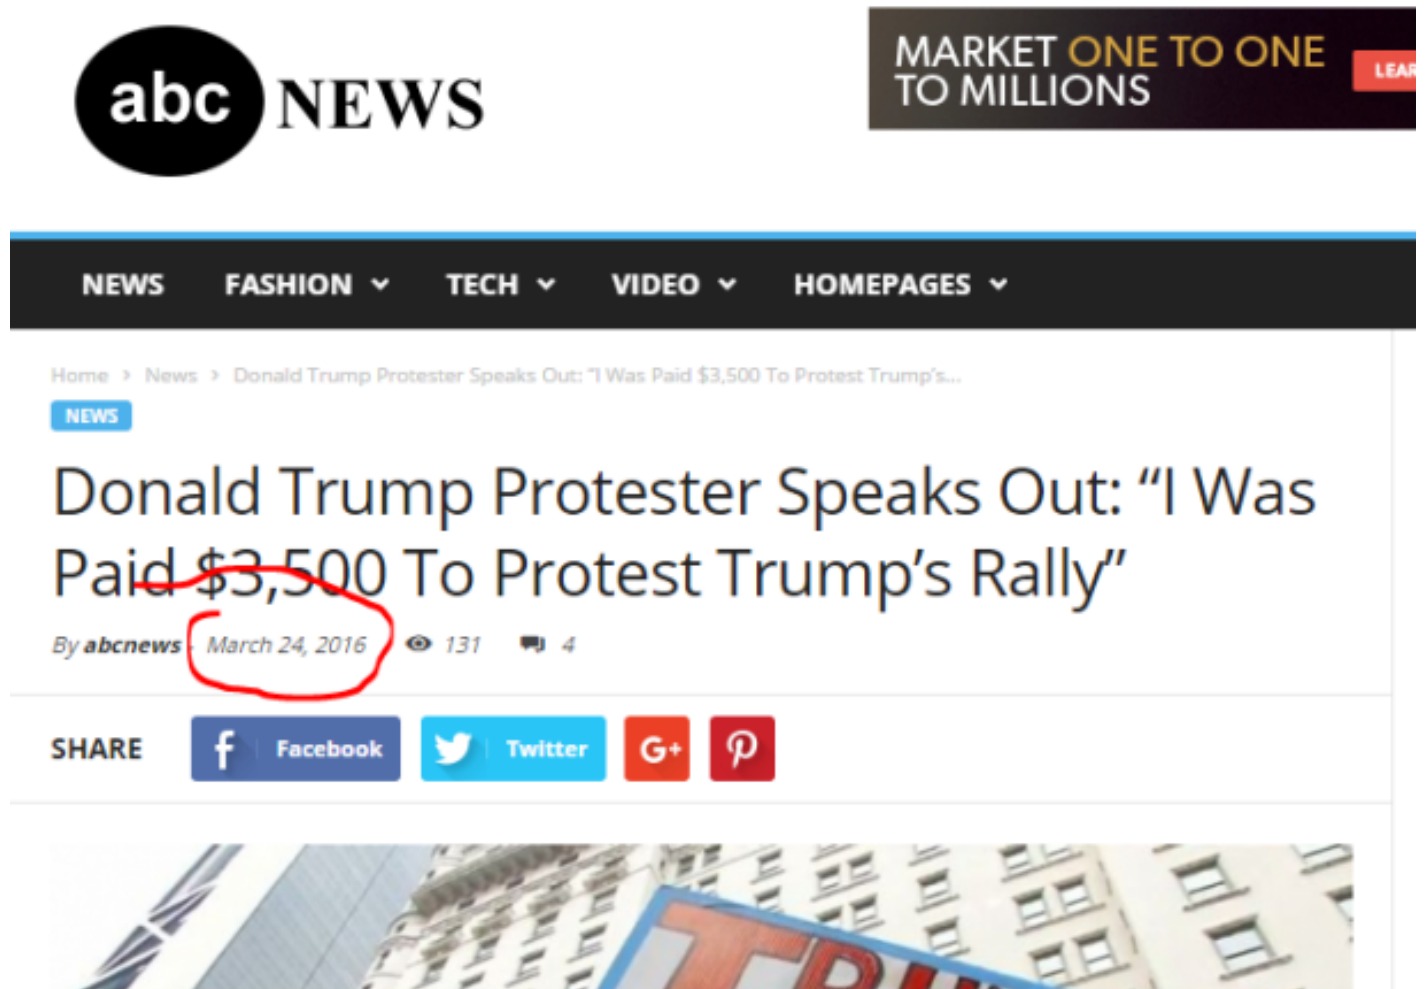 abc NEWS
MARKET ONE TO ONE
TO MILLIONS
LEAR
NEWS FASHION TECH VIDEO HOMEPAGES
Home > News > Donald Trump Protester Speaks Out: "I Was Paid $3,500 To Protest Trump's...
NEWS
Donald Trump Protester Speaks Out: “I Was
Paid $3,500 To Protest Trump’s Rally”
By abcnews - March 24, 2016 131 4
SHARE f Facebook Twitter G+
TRU